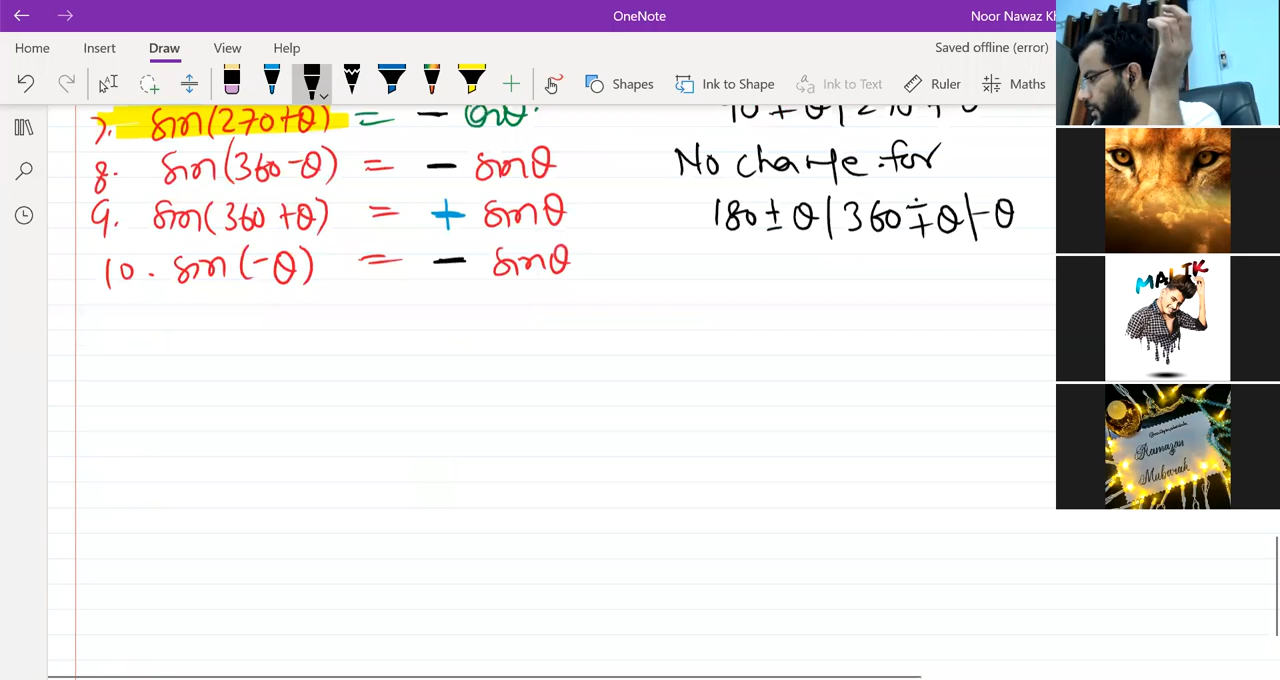 OneNote
Noor Nawaz Kh
Home Insert Draw View Help
Saved offline (error)
Shapes Ink to Shape Ink to Text Ruler Maths
7. sin(270+θ) = - cosθ.
8. sin(360-θ) = - sinθ
9. sin(360+θ) = + sinθ
10. sin(-θ) = - sinθ
No change for
180±θ | 360∓θ | -θ
MALIK
Ramazan
Mubarak